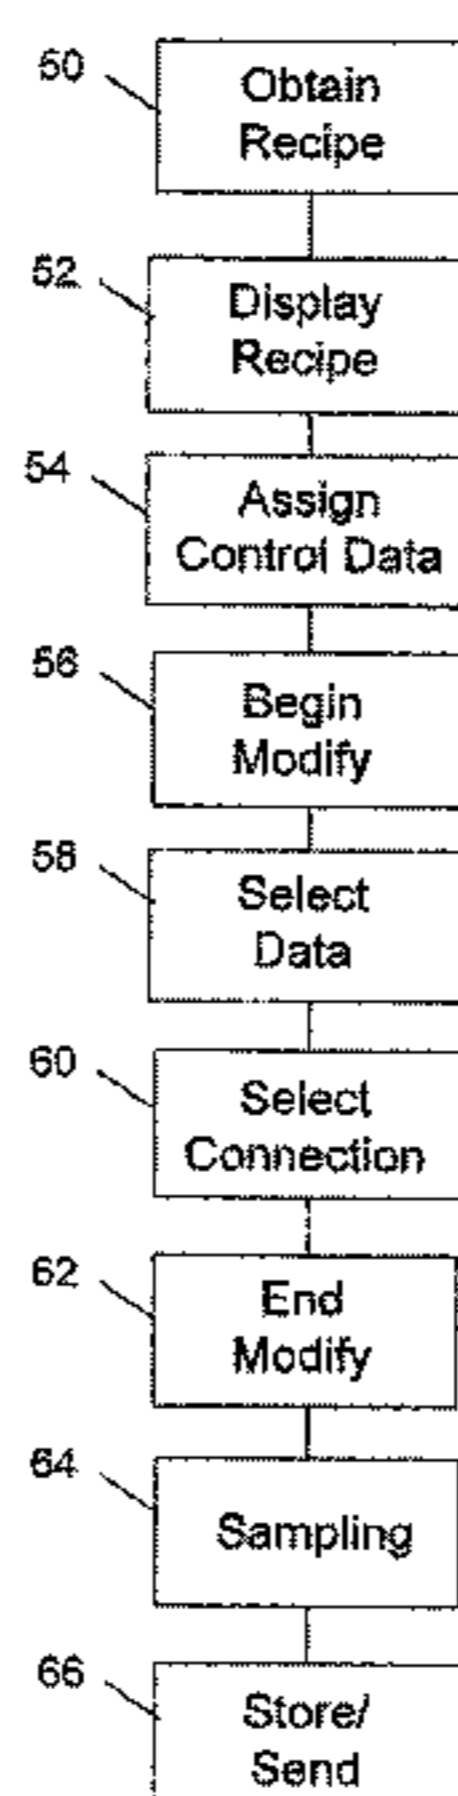 50
Obtain
Recipe
52
Display
Recipe
54
Assign
Control Data
56
Begin
Modify
58
Select
Data
60
Select
Connection
62
End
Modify
64
Sampling
66
Store/
Send